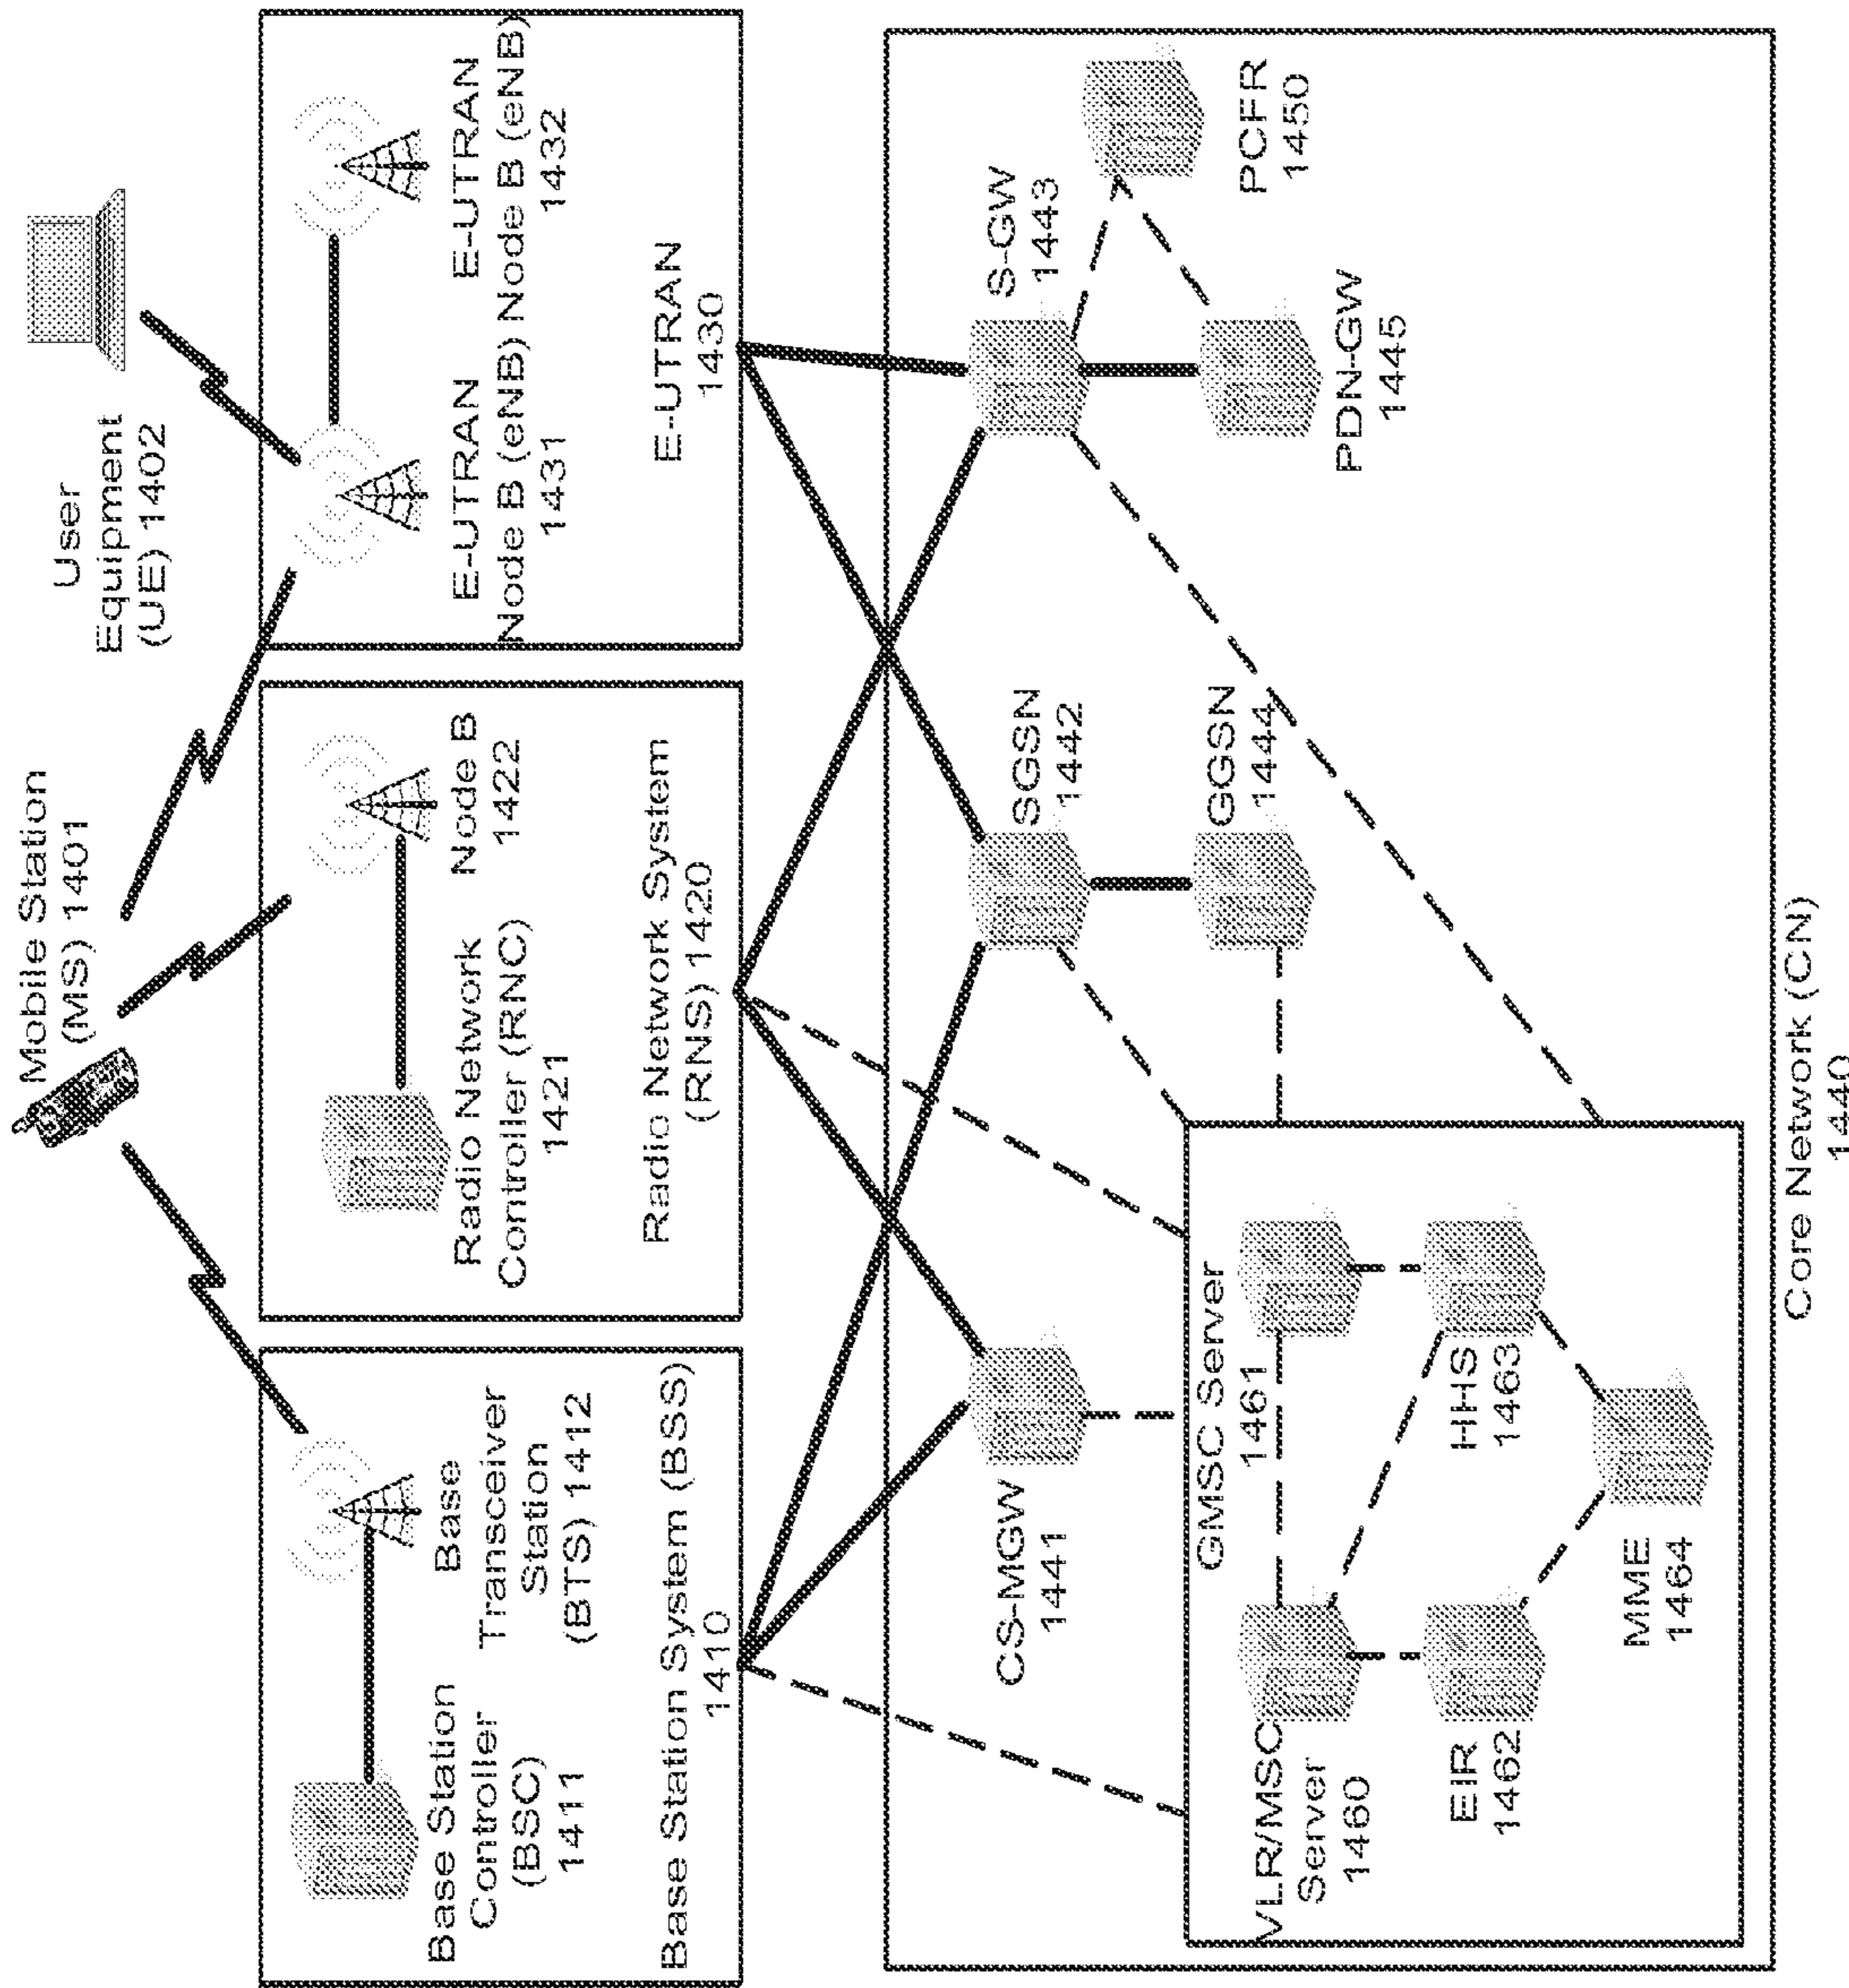 Mobile Station
(MS) 1401
User
Equipment
(UE) 1402
Base Station
Controller
(BSC)
1411
Base
Transceiver
Station
(BTS) 1412
Base Station System (BSS)
1410
Radio Network
Controller (RNC)
1421
Node B
1422
Radio Network System
(RNS) 1420
E-UTRAN
Node B (eNB)
1431
E-UTRAN
Node B (eNB)
1432
E-UTRAN
1430
CS-MGW
1441
SGSN
1442
GGSN
1444
S-GW
1443
PDN-GW
1445
PCFR
1450
GMSC Server
1461
VLR/MSC
Server
1460
EIR
1462
HHS
1463
MME
1464
Core Network (CN)
1440